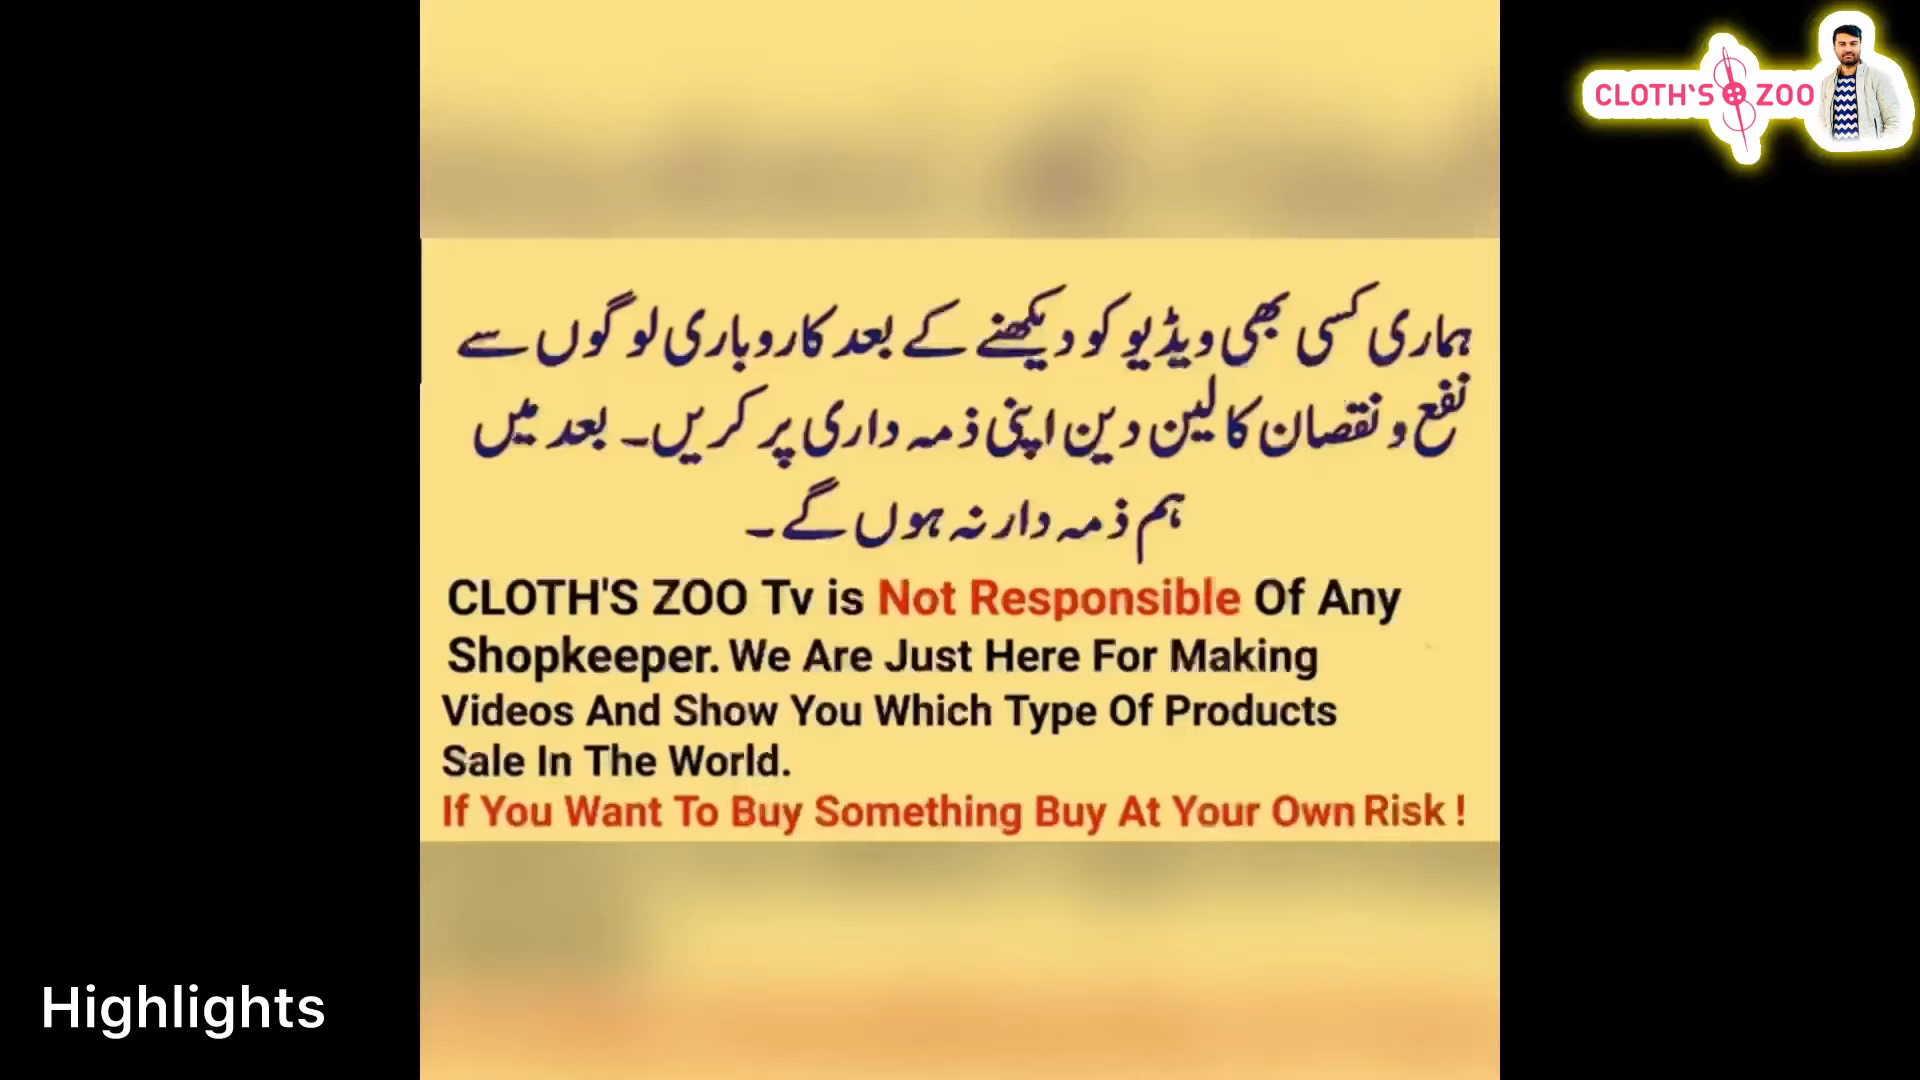 CLOTH'S ZOO
ہماری کسی بھی ویڈیو کو دیکھنے کے بعد کاروباری لوگوں سے
نفع و نقصان کا لین دین اپنی ذمہ داری پر کریں۔ بعد میں
ہم ذمہ دار نہ ہوں گے۔
CLOTH'S ZOO Tv is Not Responsible Of Any
Shopkeeper. We Are Just Here For Making
Videos And Show You Which Type Of Products
Sale In The World.
If You Want To Buy Something Buy At Your Own Risk !
Highlights